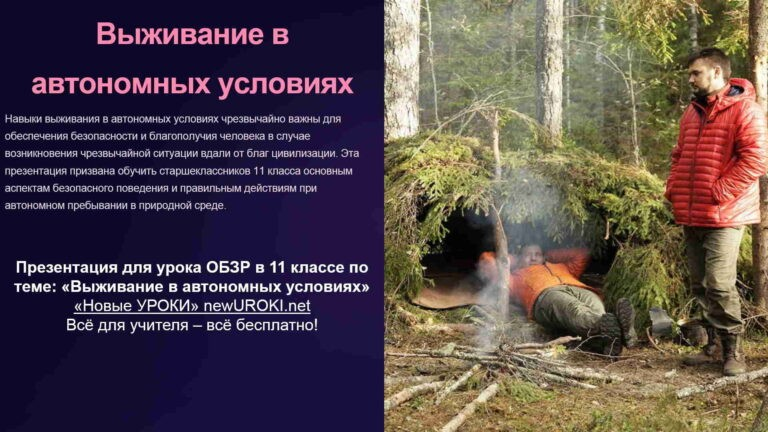 Выживание в
автономных условиях
Навыки выживания в автономных условиях чрезвычайно важны для
обеспечения безопасности и благополучия человека в случае
возникновения чрезвычайной ситуации вдали от благ цивилизации. Эта
презентация призвана обучить старшеклассников 11 класса основным
аспектам безопасного поведения и правильным действиям при
автономном пребывании в природной среде.
Презентация для урока ОБЗР в 11 классе по
теме: «Выживание в автономных условиях»
«Новые УРОКИ» newUROKI.net
Всё для учителя – всё бесплатно!